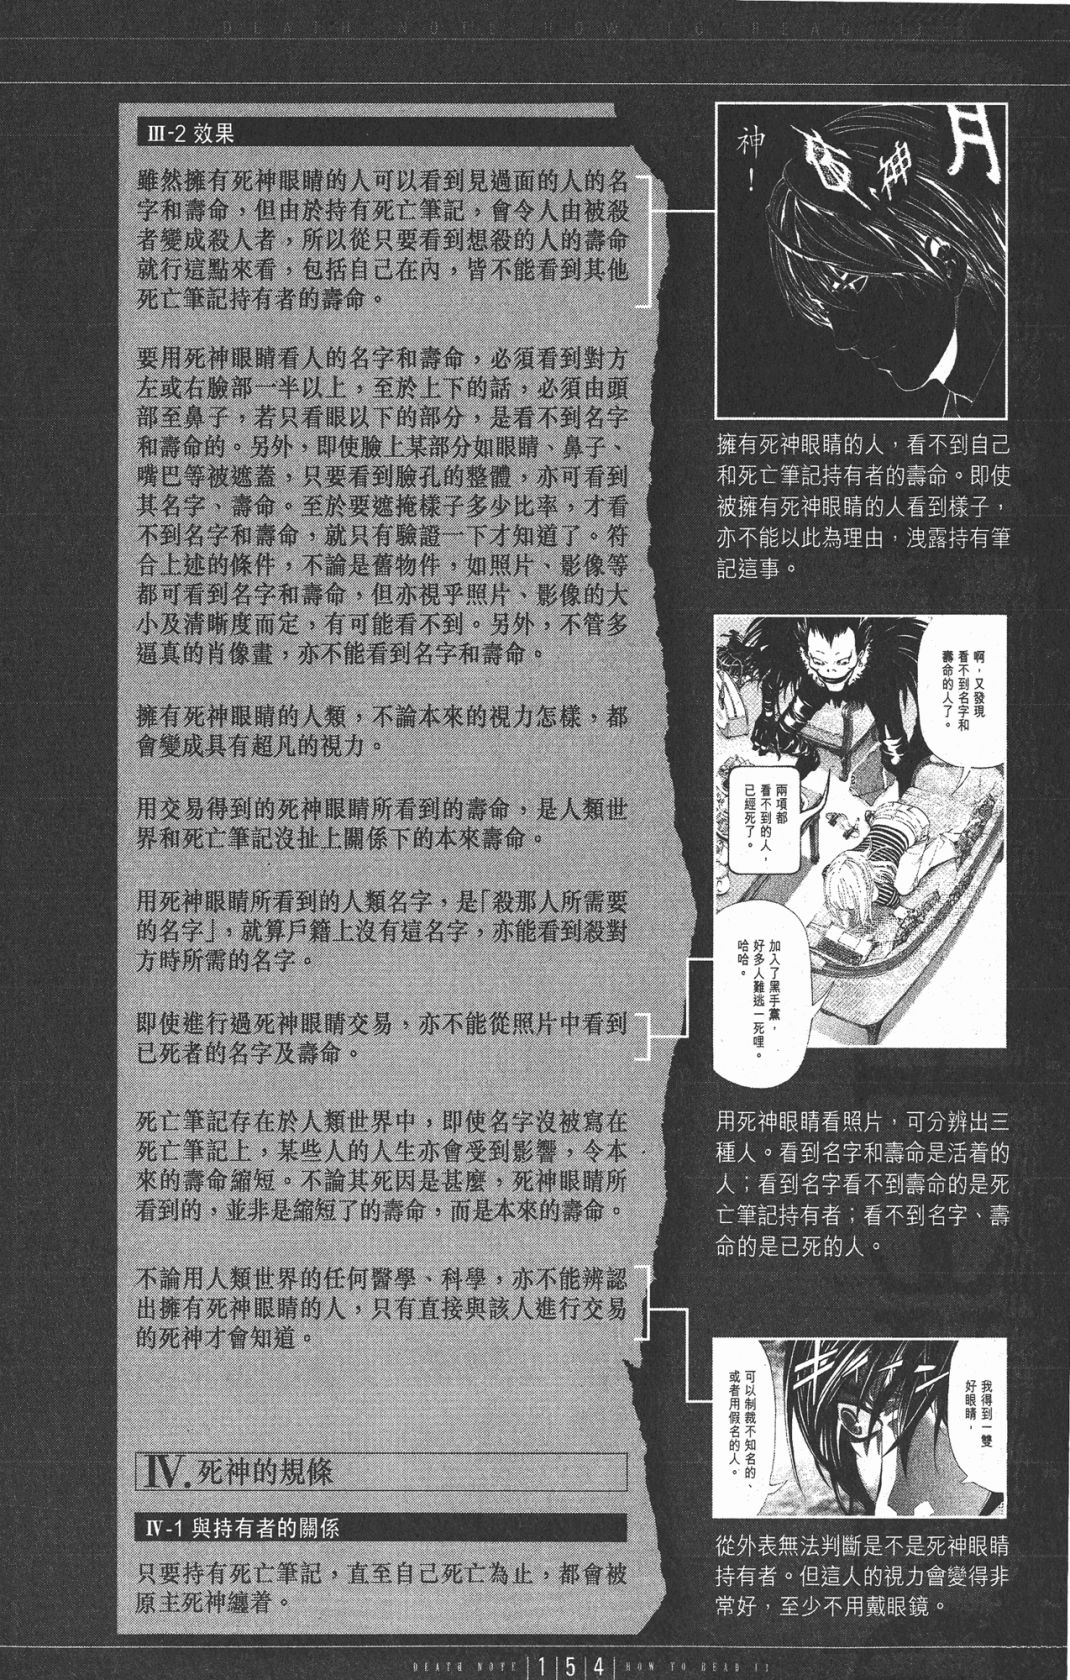 DEATH NOTE HOW TO READ 13
III-2 效果
雖然擁有死神眼睛的人可以看到見過面的人的名
字和壽命，但由於持有死亡筆記，會令人由被殺
者變成殺人者，所以從只要看到想殺的人的壽命
就行這點來看，包括自己在內，皆不能看到其他
死亡筆記持有者的壽命。
要用死神眼睛看人的名字和壽命，必須看到對方
左或右臉部一半以上，至於上下的話，必須由頭
部至鼻子，若只看眼以下的部分，是看不到名字
和壽命的。另外，即使臉上某部分如眼睛、鼻子、
嘴巴等被遮蓋，只要看到臉孔的整體，亦可看到
其名字、壽命。至於要遮掩樣子多少比率，才看
不到名字和壽命，就只有驗證一下才知道了。符
合上述的條件，不論是舊物件，如照片、影像等
都可看到名字和壽命，但亦視乎照片、影像的大
小及清晰度而定，有可能看不到。另外，不管多
逼真的肖像畫，亦不能看到名字和壽命。
擁有死神眼睛的人類，不論本來的視力怎樣，都
會變成具有超凡的視力。
用交易得到的死神眼睛所看到的壽命，是人類世
界和死亡筆記沒扯上關係下的本來壽命。
用死神眼睛所看到的人類名字，是「殺那人所需要
的名字」，就算戶籍上沒有這名字，亦能看到殺對
方時所需的名字。
即使進行過死神眼睛交易，亦不能從照片中看到
已死者的名字及壽命。
死亡筆記存在於人類世界中，即使名字沒被寫在
死亡筆記上，某些人的人生亦會受到影響，令本
來的壽命縮短。不論其死因是甚麼，死神眼睛所
看到的，並非是縮短了的壽命，而是本來的壽命。
不論用人類世界的任何醫學、科學，亦不能辨認
出擁有死神眼睛的人，只有直接與該人進行交易
的死神才會知道。
IV. 死神的規條
IV-1 與持有者的關係
只要持有死亡筆記，直至自己死亡為止，都會被
原主死神纏着。
月
神
神！
擁有死神眼睛的人，看不到自己
和死亡筆記持有者的壽命。即使
被擁有死神眼睛的人看到樣子，
亦不能以此為理由，洩露持有筆
記這事。
啊，又發現
看不到名字和
壽命的人了。
兩項都
看不到的人，
已經死了。
加入了黑手黨，
好多人難逃一死哩。
哈哈。
用死神眼睛看照片，可分辨出三
種人。看到名字和壽命是活着的
人；看到名字看不到壽命的是死
亡筆記持有者；看不到名字、壽
命的是已死的人。
我得到一雙
好眼睛，
ギイィン
可以制裁不知名的、
或者用假名的人。
從外表無法判斷是不是死神眼睛
持有者。但這人的視力會變得非
常好，至少不用戴眼鏡。
DEATH NOTE 154 HOW TO READ 13